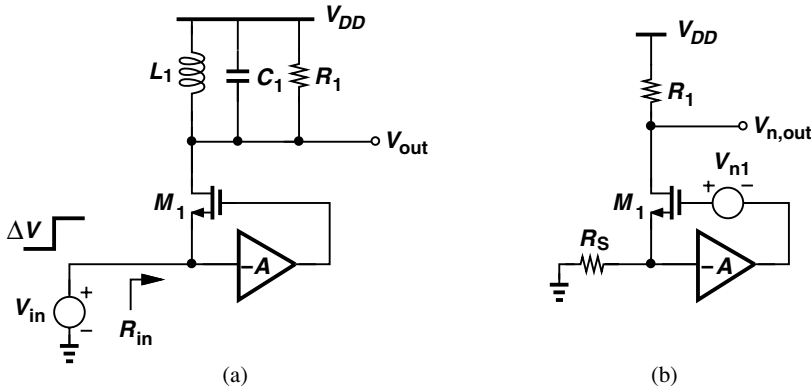 V_DD
L_1
C_1
R_1
V_out
M_1
ΔV
–A
V_in
+
–
R_in
(a)
V_DD
R_1
V_n,out
V_n1
+
–
M_1
R_S
–A
(b)